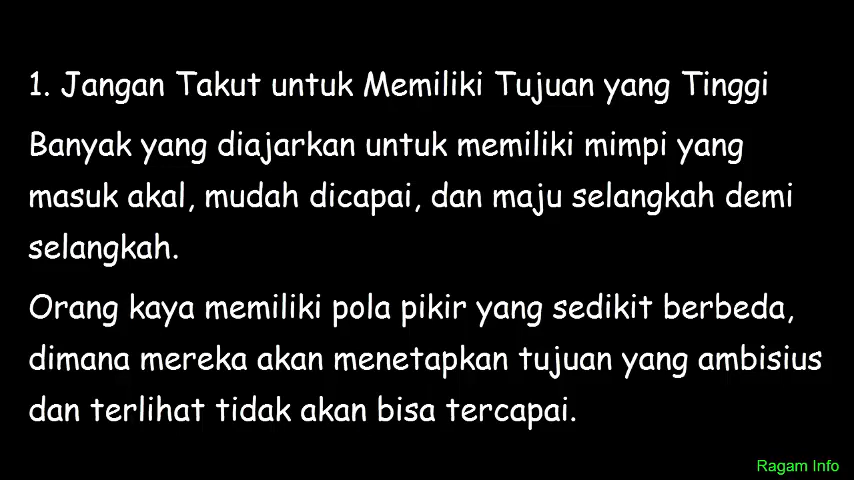 1. Jangan Takut untuk Memiliki Tujuan yang Tinggi
Banyak yang diajarkan untuk memiliki mimpi yang
masuk akal, mudah dicapai, dan maju selangkah demi
selangkah.
Orang kaya memiliki pola pikir yang sedikit berbeda,
dimana mereka akan menetapkan tujuan yang ambisius
dan terlihat tidak akan bisa tercapai.
Ragam Info